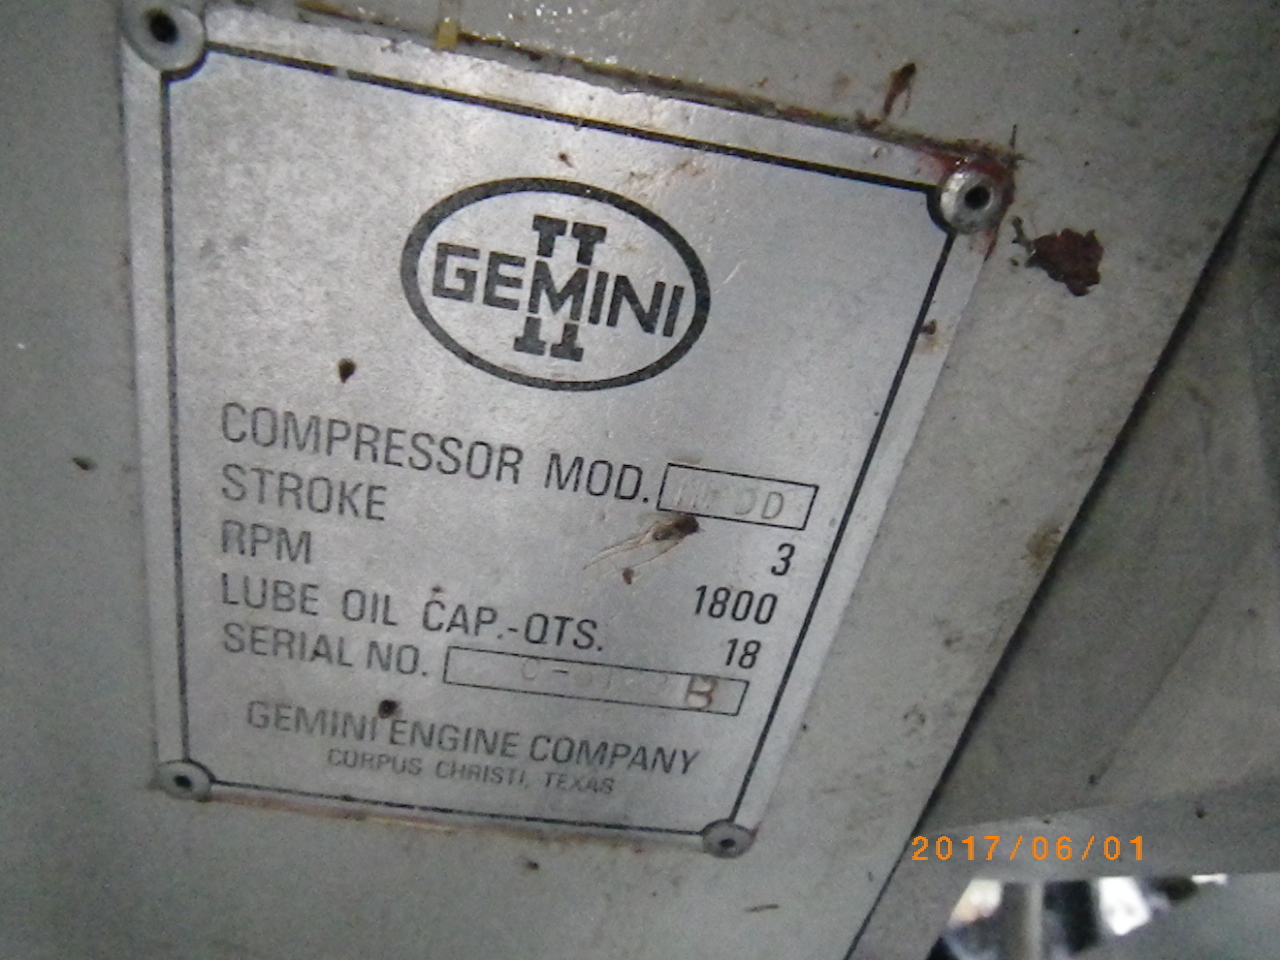 GEMINI
II
COMPRESSOR MOD.
STROKE 3
RPM 1800
LUBE OIL CAP.-QTS. 18
SERIAL NO.
GEMINI ENGINE COMPANY
CORPUS CHRISTI, TEXAS
2017/06/01